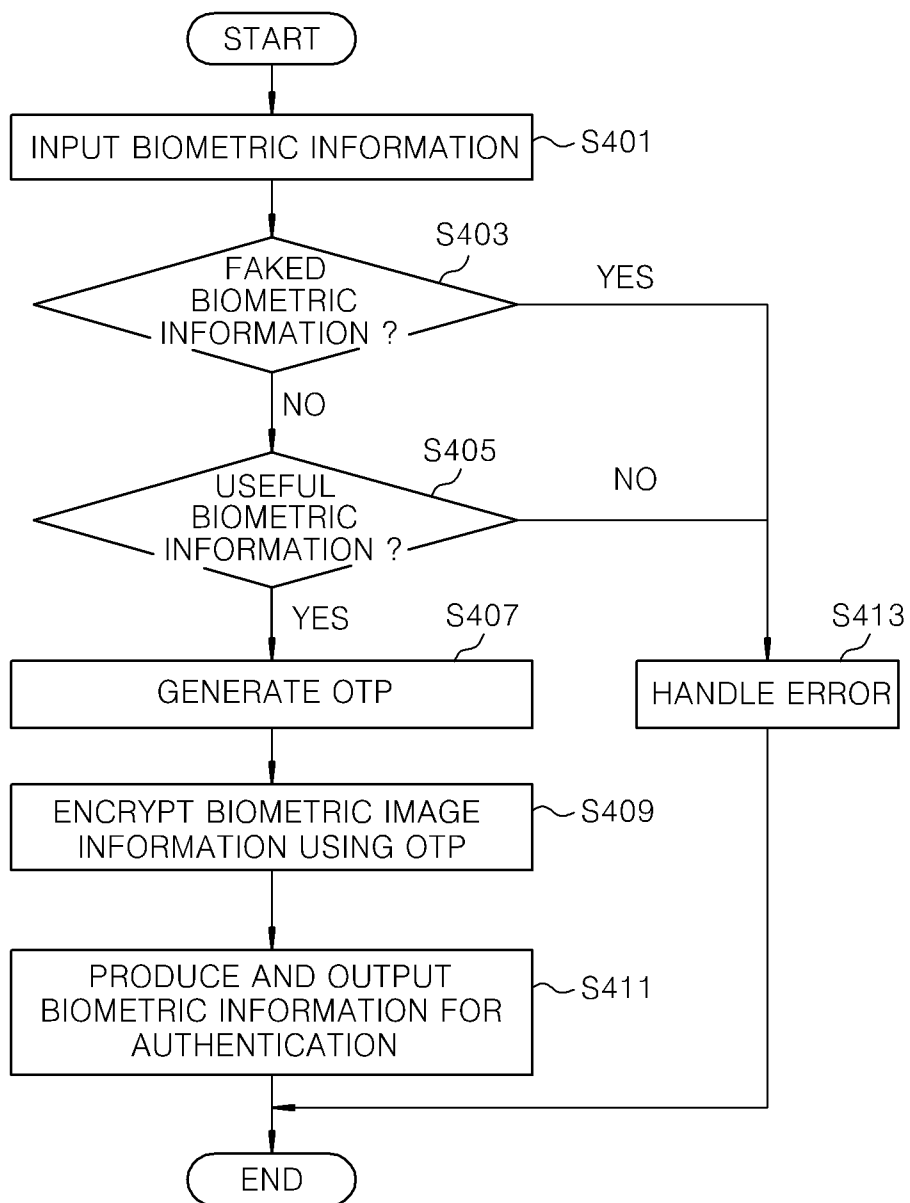 START
INPUT BIOMETRIC INFORMATION
S401
S403
FAKED
BIOMETRIC
INFORMATION ?
YES
NO
S405
USEFUL
BIOMETRIC
INFORMATION ?
NO
YES
S407
GENERATE OTP
S413
HANDLE ERROR
ENCRYPT BIOMETRIC IMAGE
INFORMATION USING OTP
S409
PRODUCE AND OUTPUT
BIOMETRIC INFORMATION FOR
AUTHENTICATION
S411
END